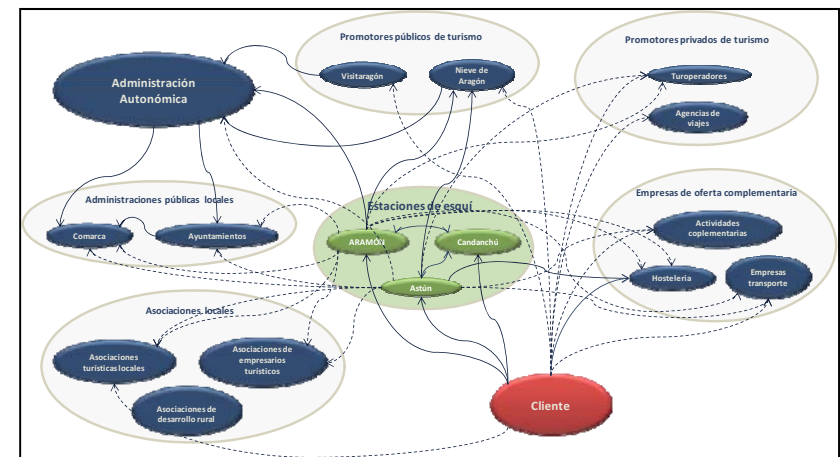 Promotores públicos de turismo
Visitaragón
Nieve de
Aragón
Promotores privados de turismo
Turoperadores
Agencias de
viajes
Administración
Autonómica
Administraciones públicas locales
Comarca
Ayuntamientos
Estaciones de esquí
ARAMÓN
Candanchú
Astún
Empresas de oferta complementaria
Actividades
coplementarias
Hosteleria
Empresas
transporte
Asociaciones locales
Asociaciones
turísticas locales
Asociaciones de
empresarios
turísticos
Asociaciones de
desarrollo rural
Cliente